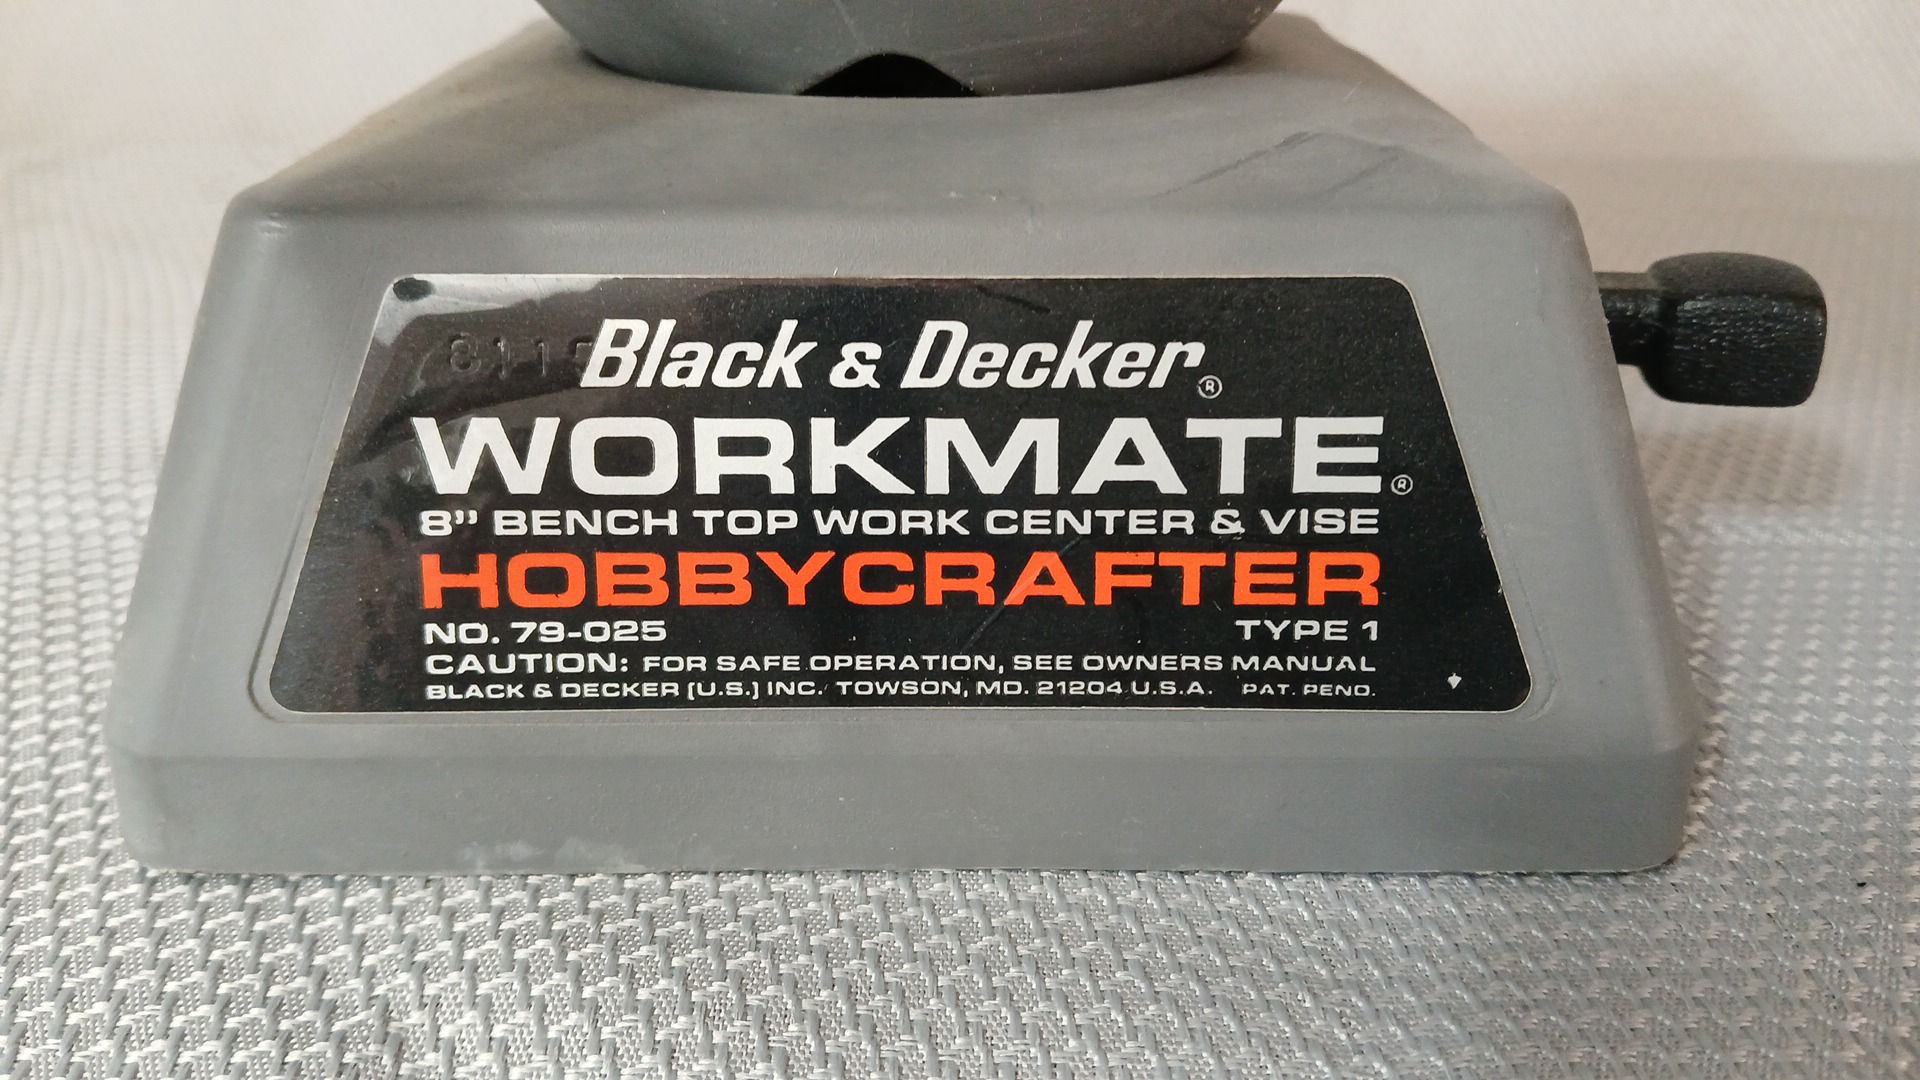 Black & Decker®
WORKMATE®
8” BENCH TOP WORK CENTER & VISE
HOBBYCRAFTER
NO. 79-025 TYPE 1
CAUTION: FOR SAFE OPERATION, SEE OWNERS MANUAL
BLACK & DECKER (U.S.) INC. TOWSON, MD. 21204 U.S.A. PAT. PEND.